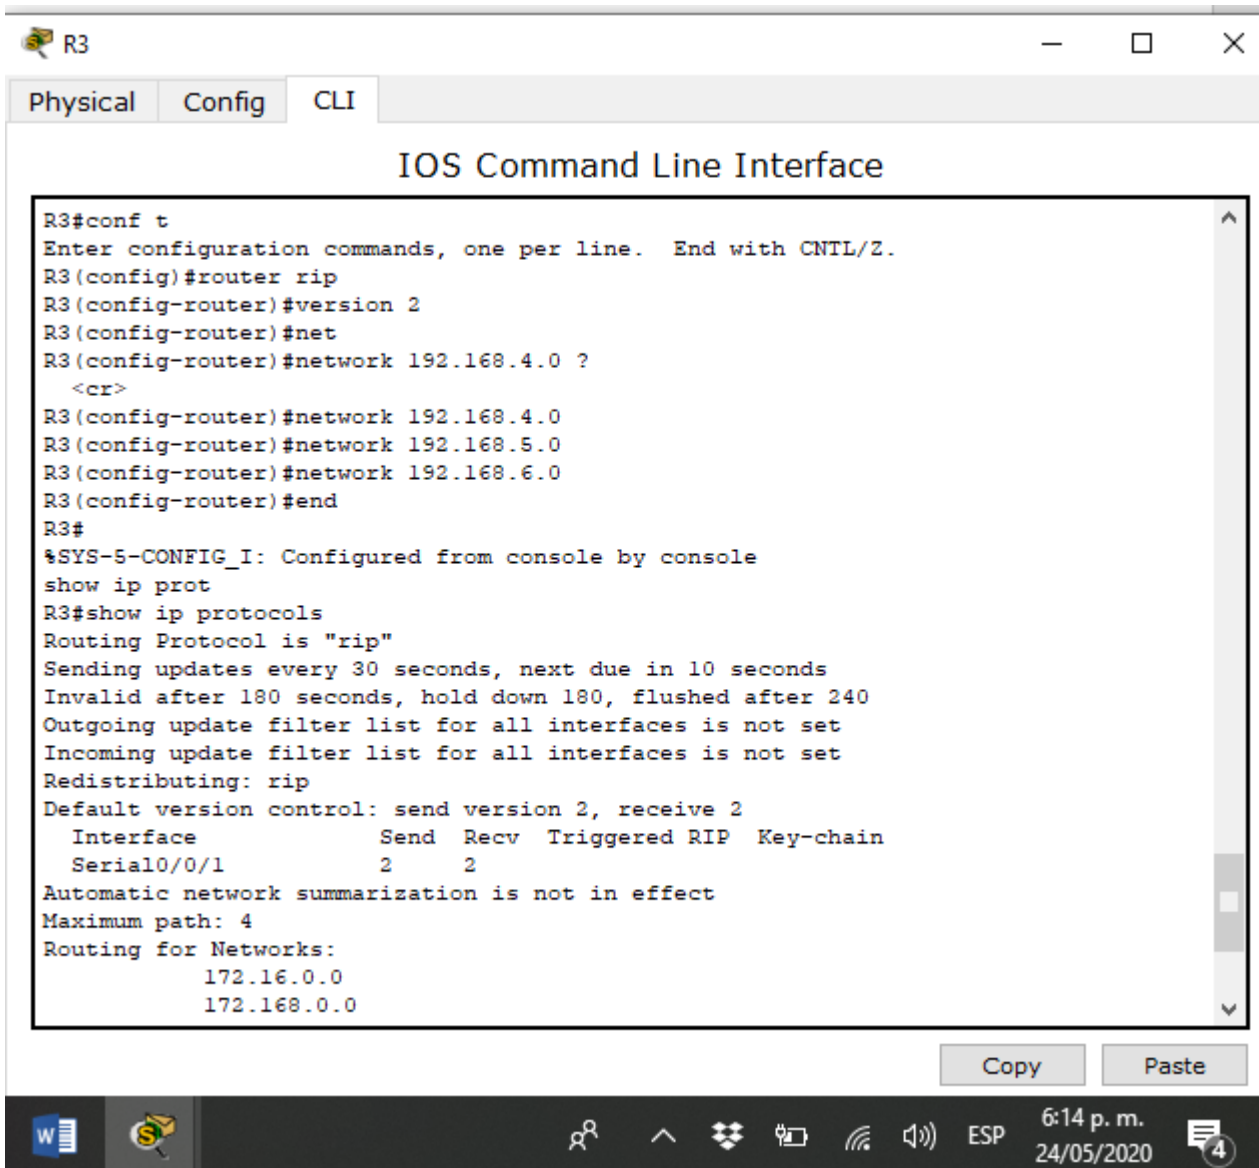 R3
Physical Config CLI
IOS Command Line Interface
R3#conf t
Enter configuration commands, one per line.  End with CNTL/Z.
R3(config)#router rip
R3(config-router)#version 2
R3(config-router)#net
R3(config-router)#network 192.168.4.0 ?
  <cr>
R3(config-router)#network 192.168.4.0
R3(config-router)#network 192.168.5.0
R3(config-router)#network 192.168.6.0
R3(config-router)#end
R3#
%SYS-5-CONFIG_I: Configured from console by console
show ip prot
R3#show ip protocols
Routing Protocol is "rip"
Sending updates every 30 seconds, next due in 10 seconds
Invalid after 180 seconds, hold down 180, flushed after 240
Outgoing update filter list for all interfaces is not set
Incoming update filter list for all interfaces is not set
Redistributing: rip
Default version control: send version 2, receive 2
  Interface             Send  Recv  Triggered RIP  Key-chain
  Serial0/0/1           2     2
Automatic network summarization is not in effect
Maximum path: 4
Routing for Networks:
            172.16.0.0
            172.168.0.0
Copy Paste
W S ESP 6:14 p. m.
24/05/2020 4